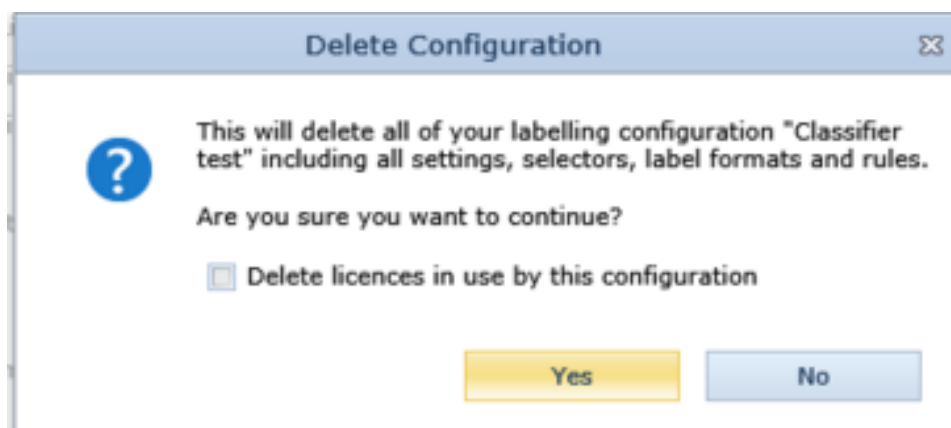 Delete Configuration
This will delete all of your labelling configuration "Classifier
test" including all settings, selectors, label formats and rules.
Are you sure you want to continue?
Delete licences in use by this configuration
Yes No